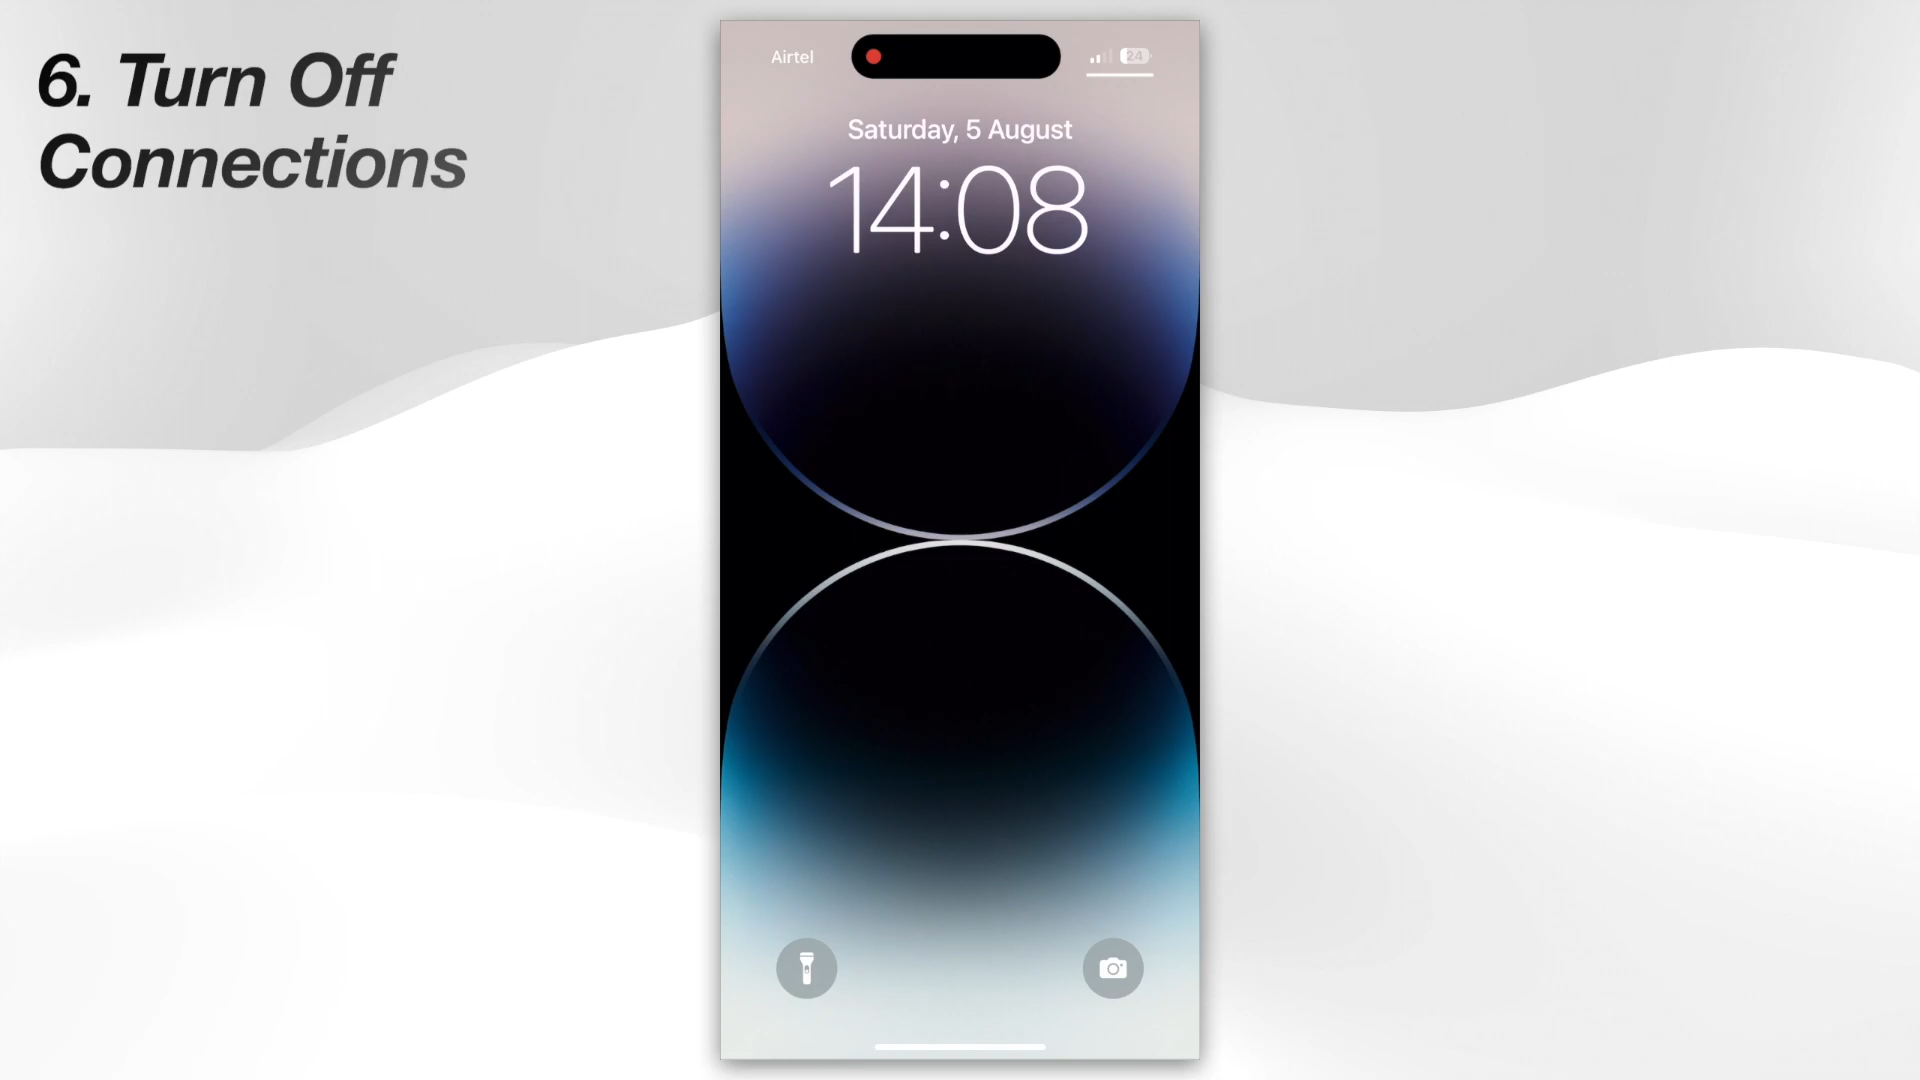 6. Turn Off
Connections
Airtel
24
Saturday, 5 August
14:08